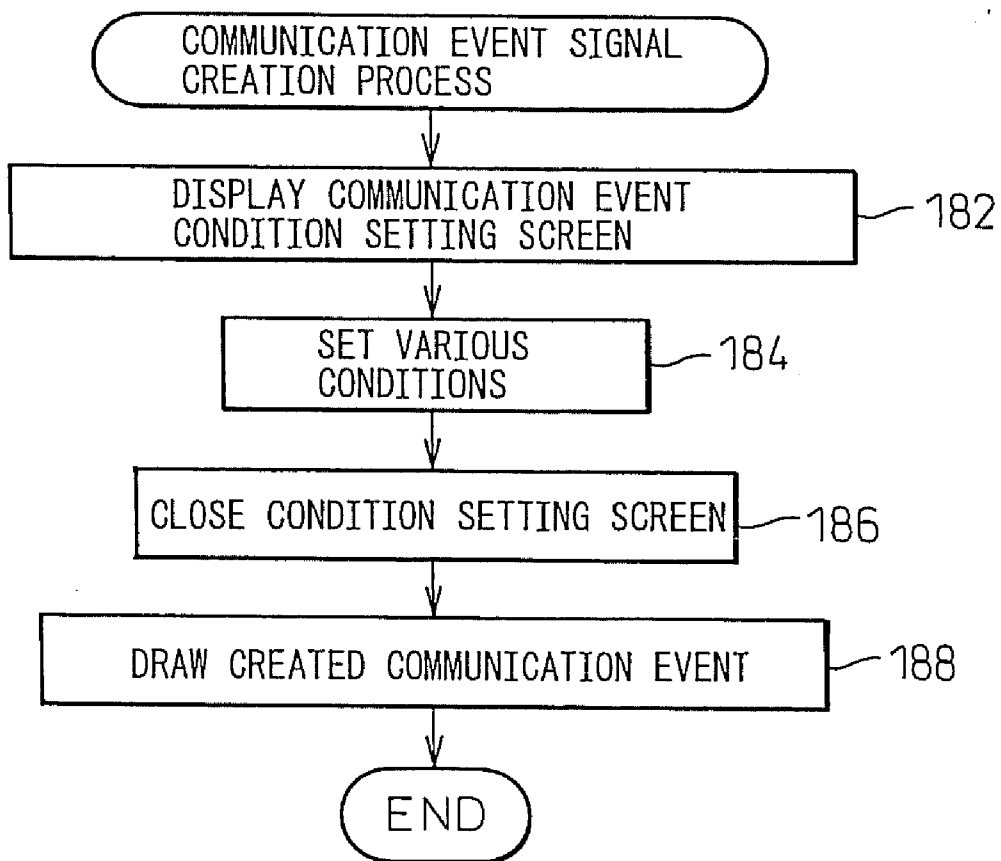 COMMUNICATION EVENT SIGNAL
CREATION PROCESS
DISPLAY COMMUNICATION EVENT
CONDITION SETTING SCREEN
182
SET VARIOUS
CONDITIONS
184
CLOSE CONDITION SETTING SCREEN
186
DRAW CREATED COMMUNICATION EVENT
188
END